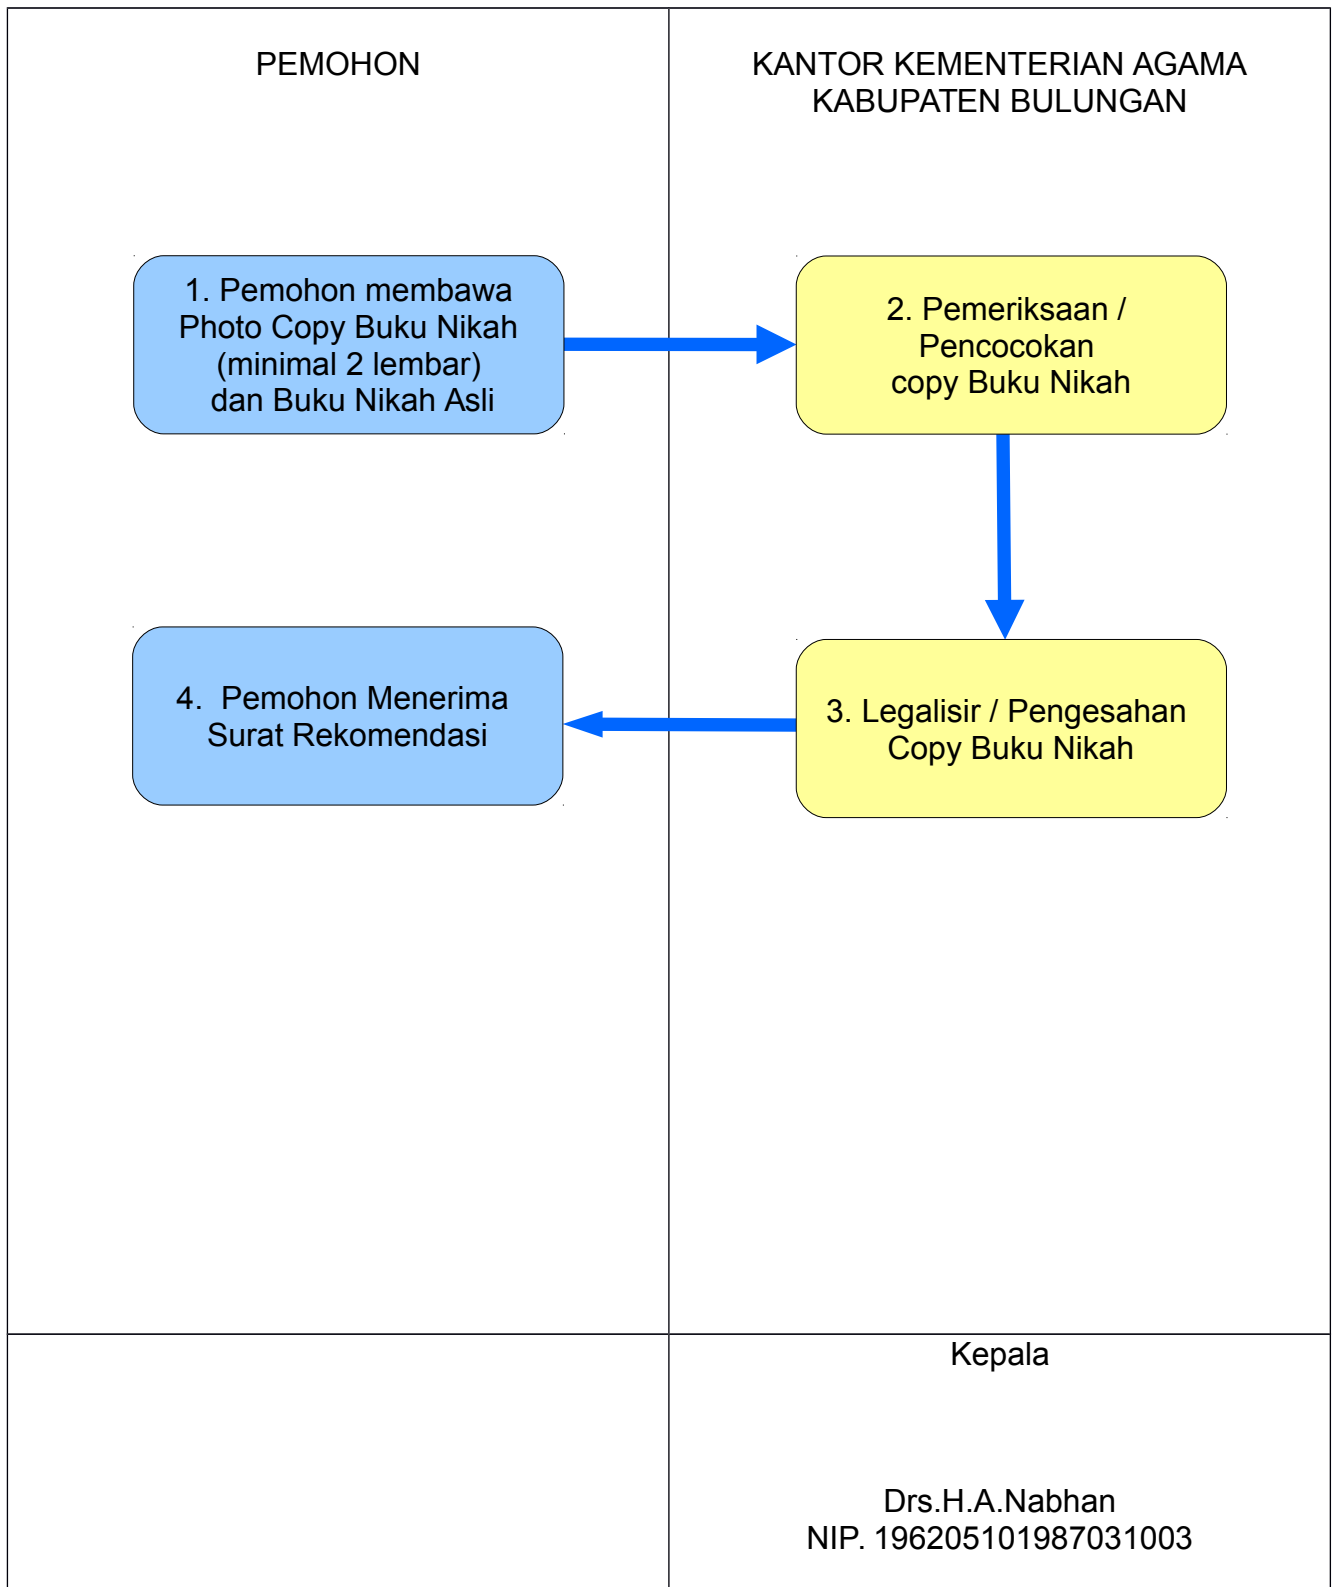 PEMOHON
KANTOR KEMENTERIAN AGAMA
KABUPATEN BULUNGAN
1. Pemohon membawa
Photo Copy Buku Nikah
(minimal 2 lembar)
dan Buku Nikah Asli
2. Pemeriksaan /
Pencocokan
copy Buku Nikah
3. Legalisir / Pengesahan
Copy Buku Nikah
4. Pemohon Menerima
Surat Rekomendasi
Kepala
Drs.H.A.Nabhan
NIP. 196205101987031003